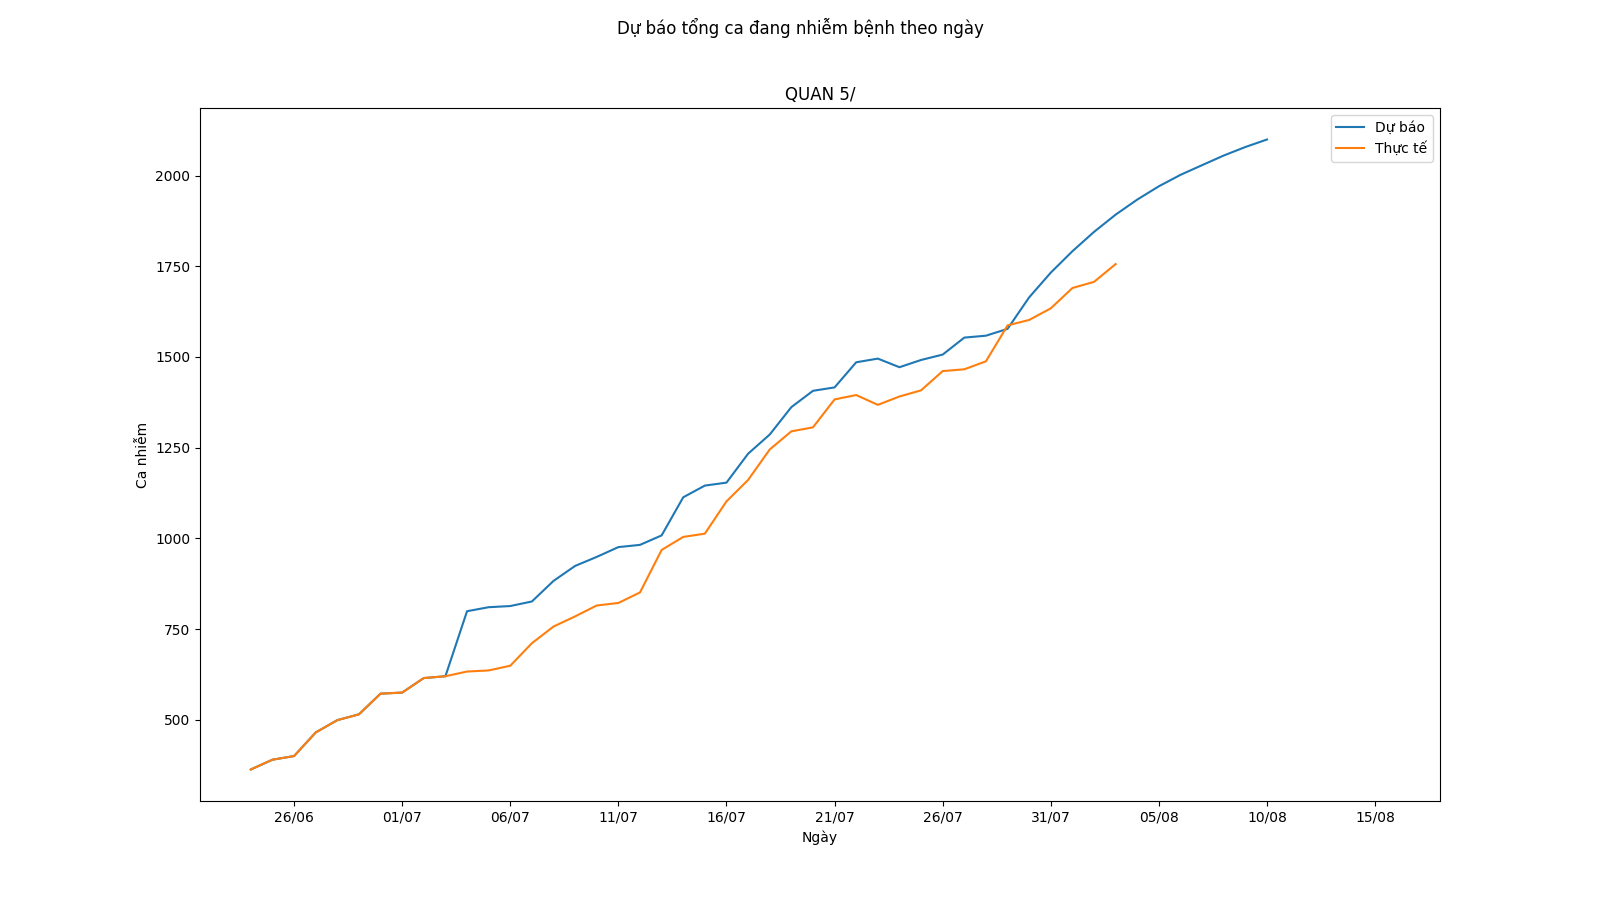 Dự báo tổng ca đang nhiễm bệnh theo ngày
QUAN 5/
Dự báo
Thực tế
2000
1750
1500
1250
1000
750
500
Ca nhiễm
26/06 01/07 06/07 11/07 16/07 21/07 26/07 31/07 05/08 10/08 15/08
Ngày